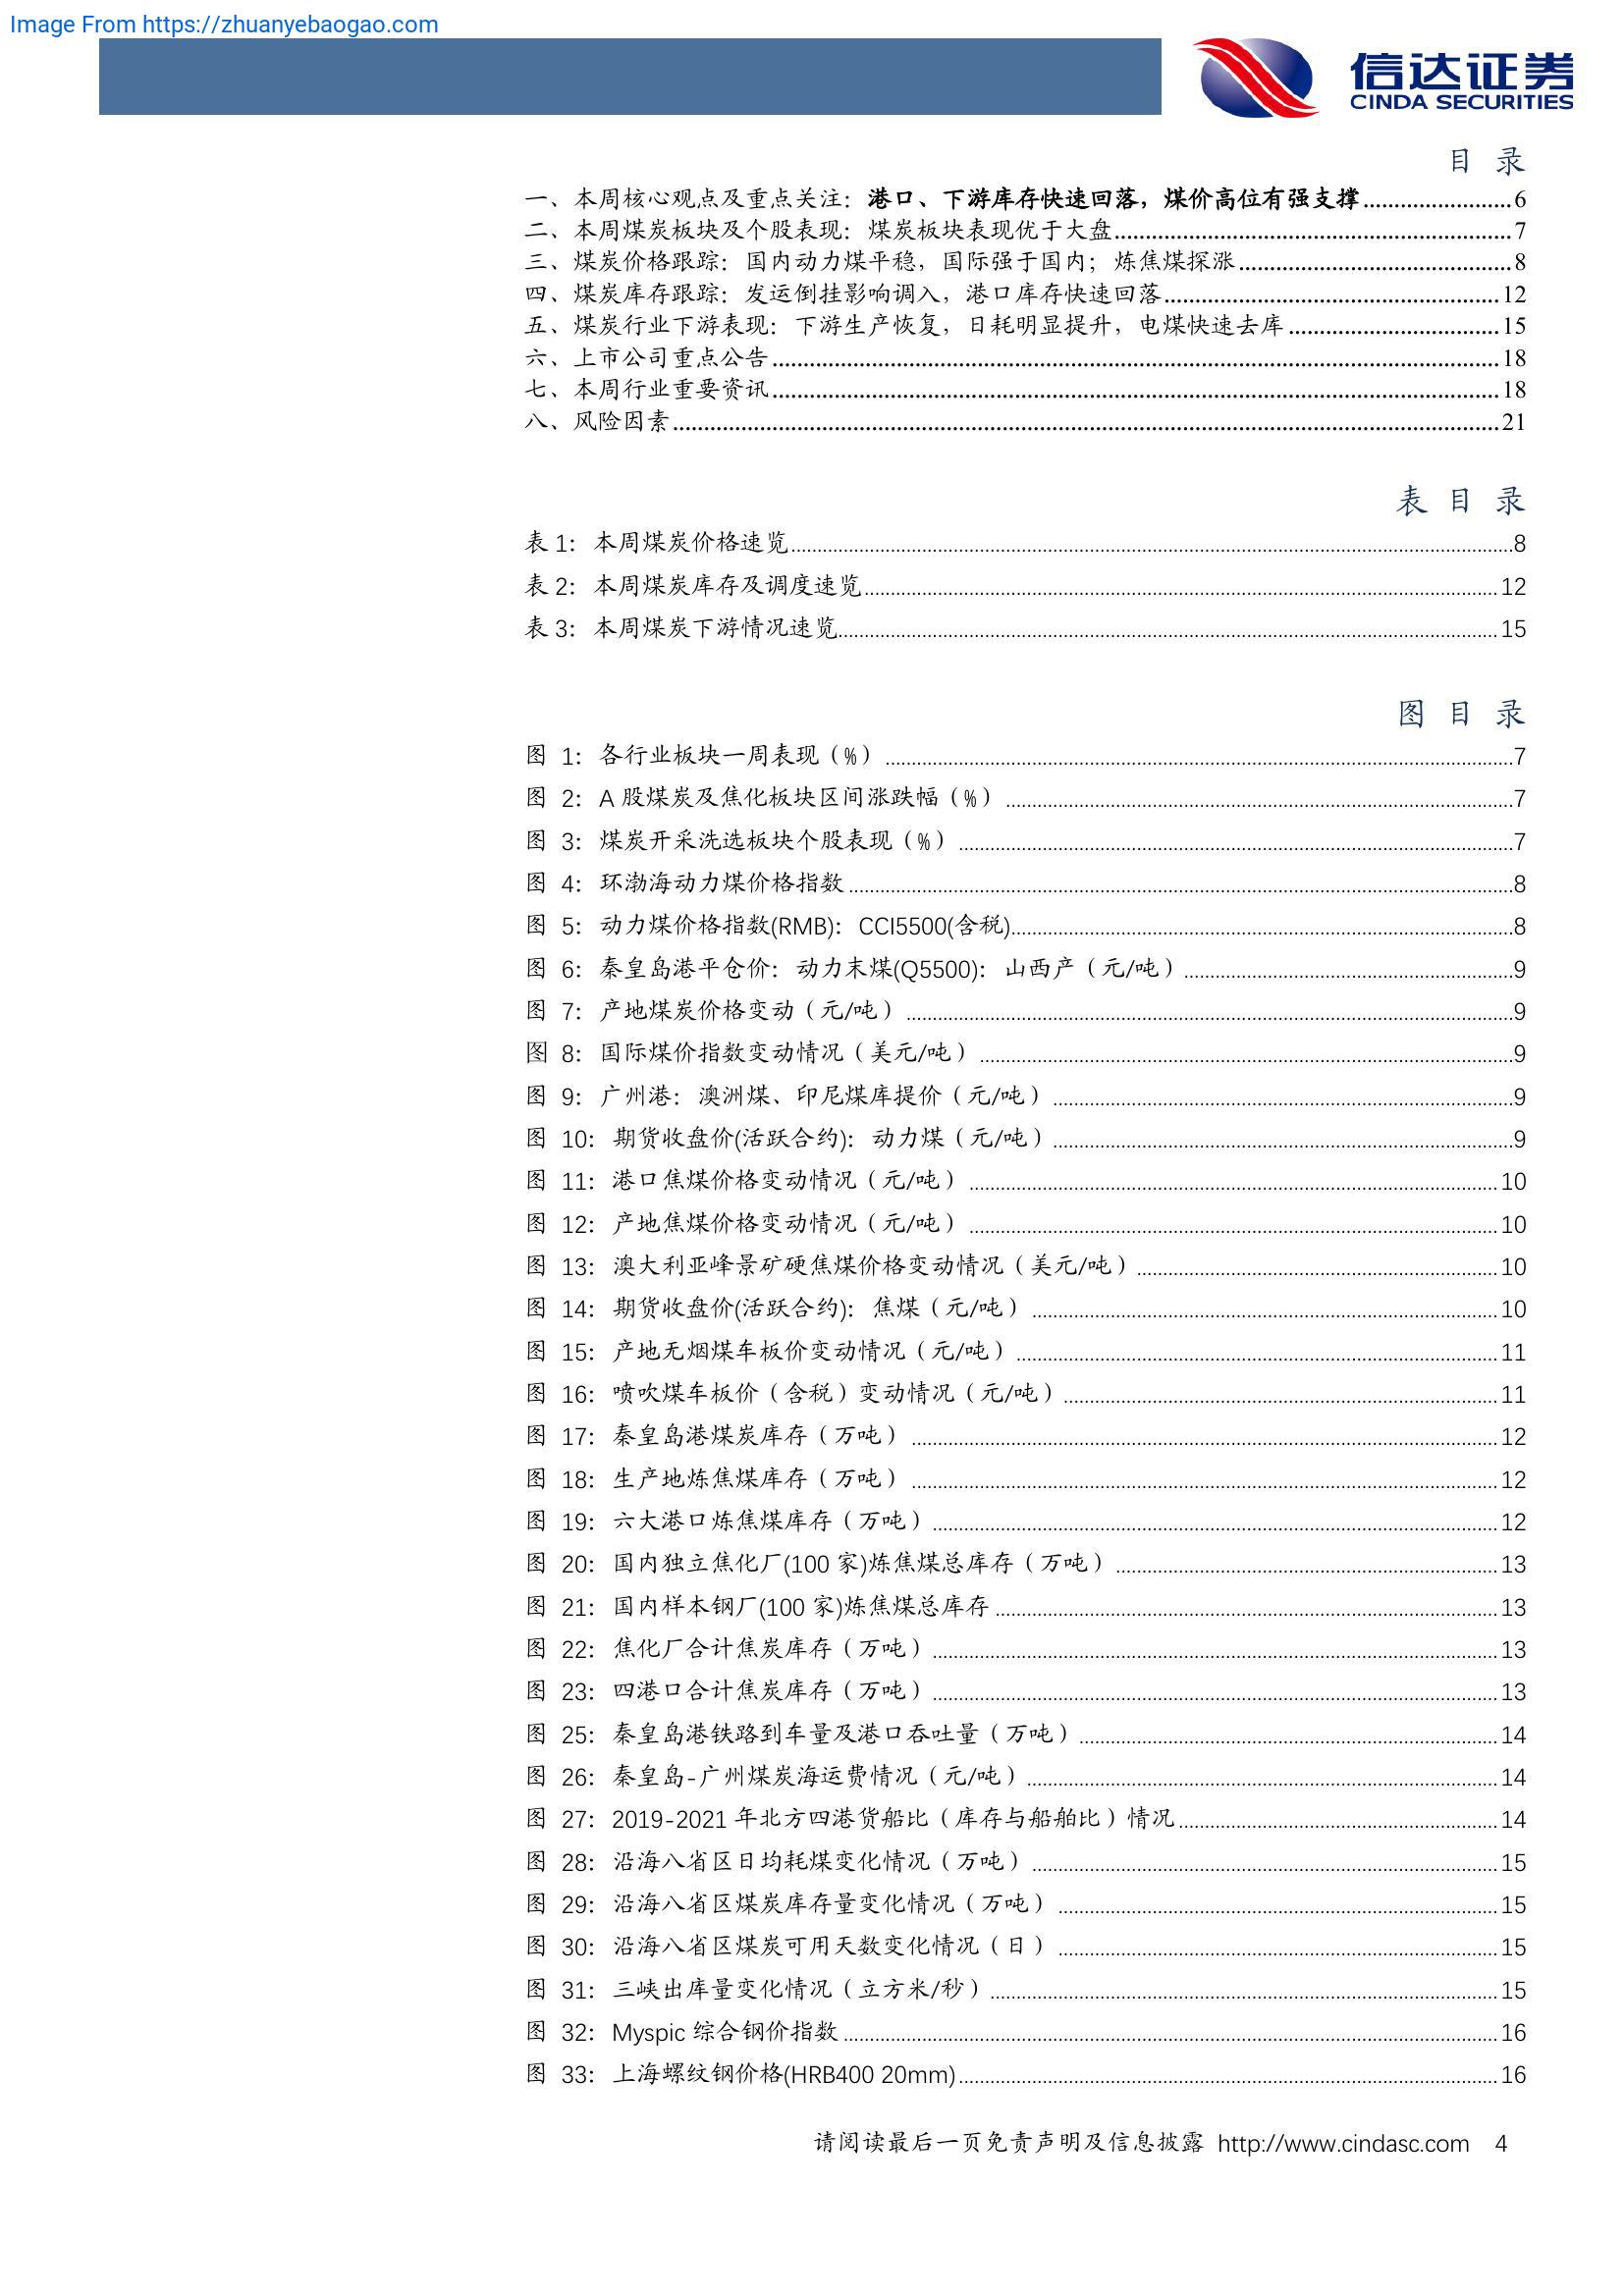 Image From https://zhuanyebaogao.com
信达证券
CINDA SECURITIES
目 录
一、本周核心观点及重点关注：港口、下游库存快速回落，煤价高位有强支撑........................6
二、本周煤炭板块及个股表现：煤炭板块表现优于大盘........................7
三、煤炭价格跟踪：国内动力煤平稳，国际强于国内；炼焦煤探涨........................8
四、煤炭库存跟踪：发运倒挂影响调入，港口库存快速回落........................12
五、煤炭行业下游表现：下游生产恢复，日耗明显提升，电煤快速去库........................15
六、上市公司重点公告........................18
七、本周行业重要资讯........................18
八、风险因素........................21
表 目 录
表 1：本周煤炭价格速览........................8
表 2：本周煤炭库存及调度速览........................12
表 3：本周煤炭下游情况速览........................15
图 目 录
图 1：各行业板块一周表现（%）........................7
图 2：A 股煤炭及焦化板块区间涨跌幅（%）........................7
图 3：煤炭开采洗选板块个股表现（%）........................7
图 4：环渤海动力煤价格指数........................8
图 5：动力煤价格指数(RMB)：CCI5500(含税)........................8
图 6：秦皇岛港平仓价：动力末煤(Q5500)：山西产（元/吨）........................9
图 7：产地煤炭价格变动（元/吨）........................9
图 8：国际煤价指数变动情况（美元/吨）........................9
图 9：广州港：澳洲煤、印尼煤库提价（元/吨）........................9
图 10：期货收盘价(活跃合约)：动力煤（元/吨）........................9
图 11：港口焦煤价格变动情况（元/吨）........................10
图 12：产地焦煤价格变动情况（元/吨）........................10
图 13：澳大利亚峰景矿硬焦煤价格变动情况（美元/吨）........................10
图 14：期货收盘价(活跃合约)：焦煤（元/吨）........................10
图 15：产地无烟煤车板价变动情况（元/吨）........................11
图 16：喷吹煤车板价（含税）变动情况（元/吨）........................11
图 17：秦皇岛港煤炭库存（万吨）........................12
图 18：生产地炼焦煤库存（万吨）........................12
图 19：六大港口炼焦煤库存（万吨）........................12
图 20：国内独立焦化厂(100 家)炼焦煤总库存（万吨）........................13
图 21：国内样本钢厂(100 家)炼焦煤总库存........................13
图 22：焦化厂合计焦炭库存（万吨）........................13
图 23：四港口合计焦炭库存（万吨）........................13
图 25：秦皇岛港铁路到车量及港口吞吐量（万吨）........................14
图 26：秦皇岛-广州煤炭海运费情况（元/吨）........................14
图 27：2019-2021 年北方四港货船比（库存与船舶比）情况........................14
图 28：沿海八省区日均耗煤变化情况（万吨）........................15
图 29：沿海八省区煤炭库存量变化情况（万吨）........................15
图 30：沿海八省区煤炭可用天数变化情况（日）........................15
图 31：三峡出库量变化情况（立方米/秒）........................15
图 32：Myspic 综合钢价指数........................16
图 33：上海螺纹钢价格(HRB400 20mm)........................16
请阅读最后一页免责声明及信息披露 http://www.cindasc.com 4